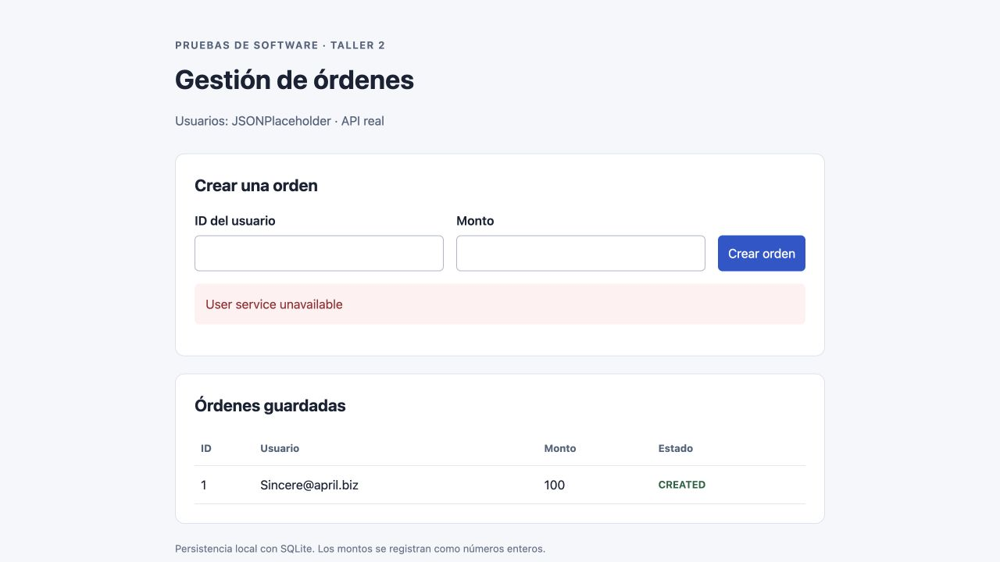 PRUEBAS DE SOFTWARE · TALLER 2
Gestión de órdenes
Usuarios: JSONPlaceholder · API real
Crear una orden
ID del usuario
Monto
Crear orden
User service unavailable
Órdenes guardadas
ID Usuario Monto Estado
1 Sincere@april.biz 100 CREATED
Persistencia local con SQLite. Los montos se registran como números enteros.